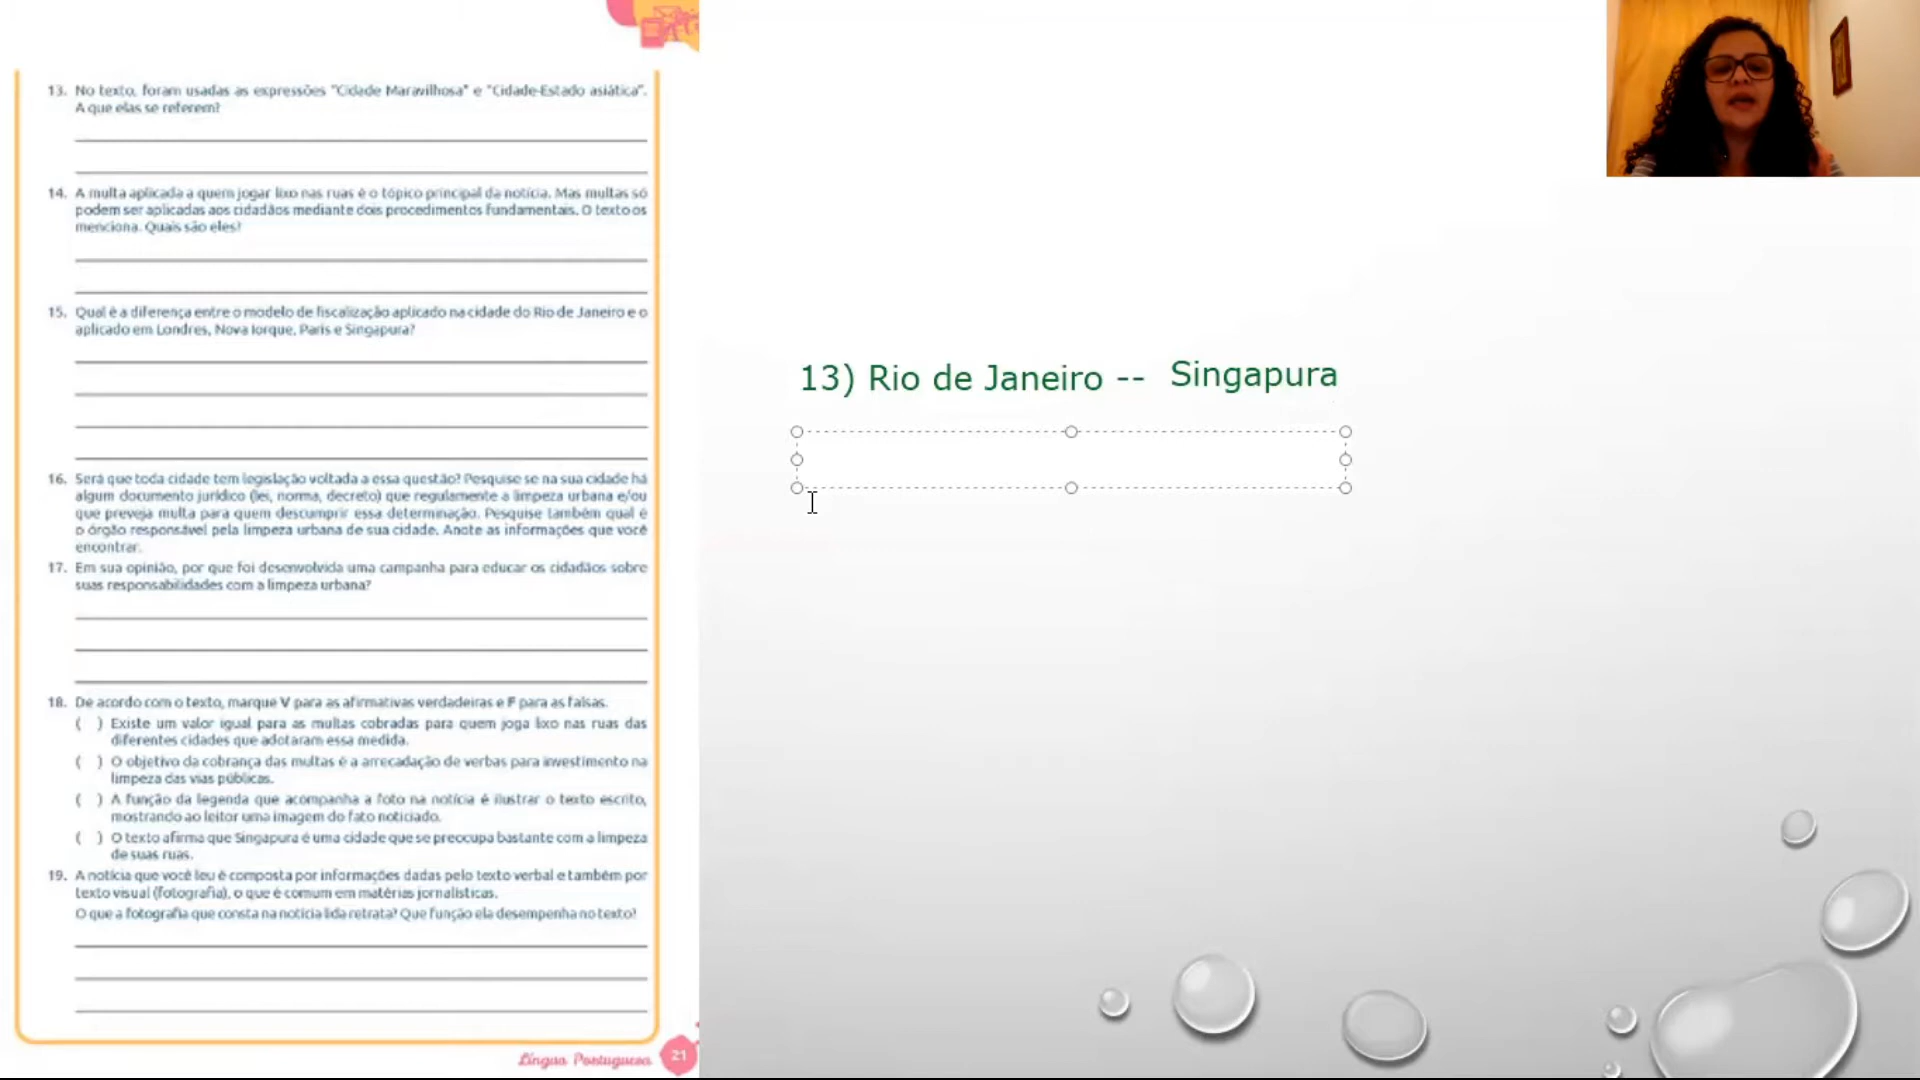 13. No texto, foram usadas as expressões "Cidade Maravilhosa" e "Cidade-Estado asiática".
A que elas se referem?
14. A multa aplicada a quem jogar lixo nas ruas é o tópico principal da notícia. Mas multas só
podem ser aplicadas aos cidadãos mediante dois procedimentos fundamentais. O texto os
menciona. Quais são eles?
15. Qual é a diferença entre o modelo de fiscalização aplicado na cidade do Rio de Janeiro e o
aplicado em Londres, Nova Iorque, Paris e Singapura?
16. Será que toda cidade tem legislação voltada a essa questão? Pesquise se na sua cidade há
algum documento jurídico (lei, norma, decreto) que regulamente a limpeza urbana e/ou
que preveja multa para quem descumprir essa determinação. Pesquise também qual é
o órgão responsável pela limpeza urbana de sua cidade. Anote as informações que você
encontrar.
17. Em sua opinião, por que foi desenvolvida uma campanha para educar os cidadãos sobre
suas responsabilidades com a limpeza urbana?
18. De acordo com o texto, marque V para as afirmativas verdadeiras e F para as falsas.
( ) Existe um valor igual para as multas cobradas para quem joga lixo nas ruas das
diferentes cidades que adotaram essa medida.
( ) O objetivo da cobrança das multas é a arrecadação de verbas para investimento na
limpeza das vias públicas.
( ) A função da legenda que acompanha a foto na notícia é ilustrar o texto escrito,
mostrando ao leitor uma imagem do fato noticiado.
( ) O texto afirma que Singapura é uma cidade que se preocupa bastante com a limpeza
de suas ruas.
19. A notícia que você leu é composta por informações dadas pelo texto verbal e também por
texto visual (fotografia), o que é comum em matérias jornalísticas.
O que a fotografia que consta na notícia lida retrata? Que função ela desempenha no texto?
Língua Portuguesa 21
13) Rio de Janeiro -- Singapura